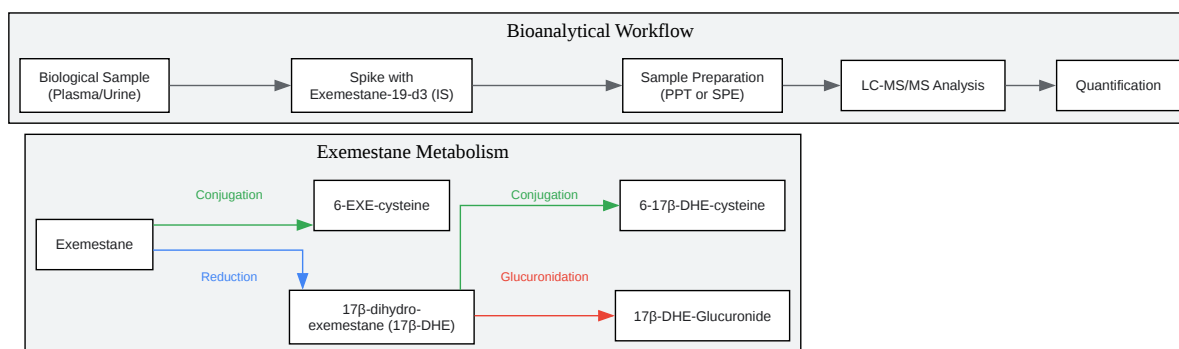 Bioanalytical Workflow
Biological Sample
(Plasma/Urine)
Spike with
Exemestane-19-d3 (IS)
Sample Preparation
(PPT or SPE)
LC-MS/MS Analysis
Quantification
Exemestane Metabolism
Exemestane
Conjugation
Reduction
6-EXE-cysteine
17β-dihydro-
exemestane (17β-DHE)
Conjugation
Glucuronidation
6-17β-DHE-cysteine
17β-DHE-Glucuronide